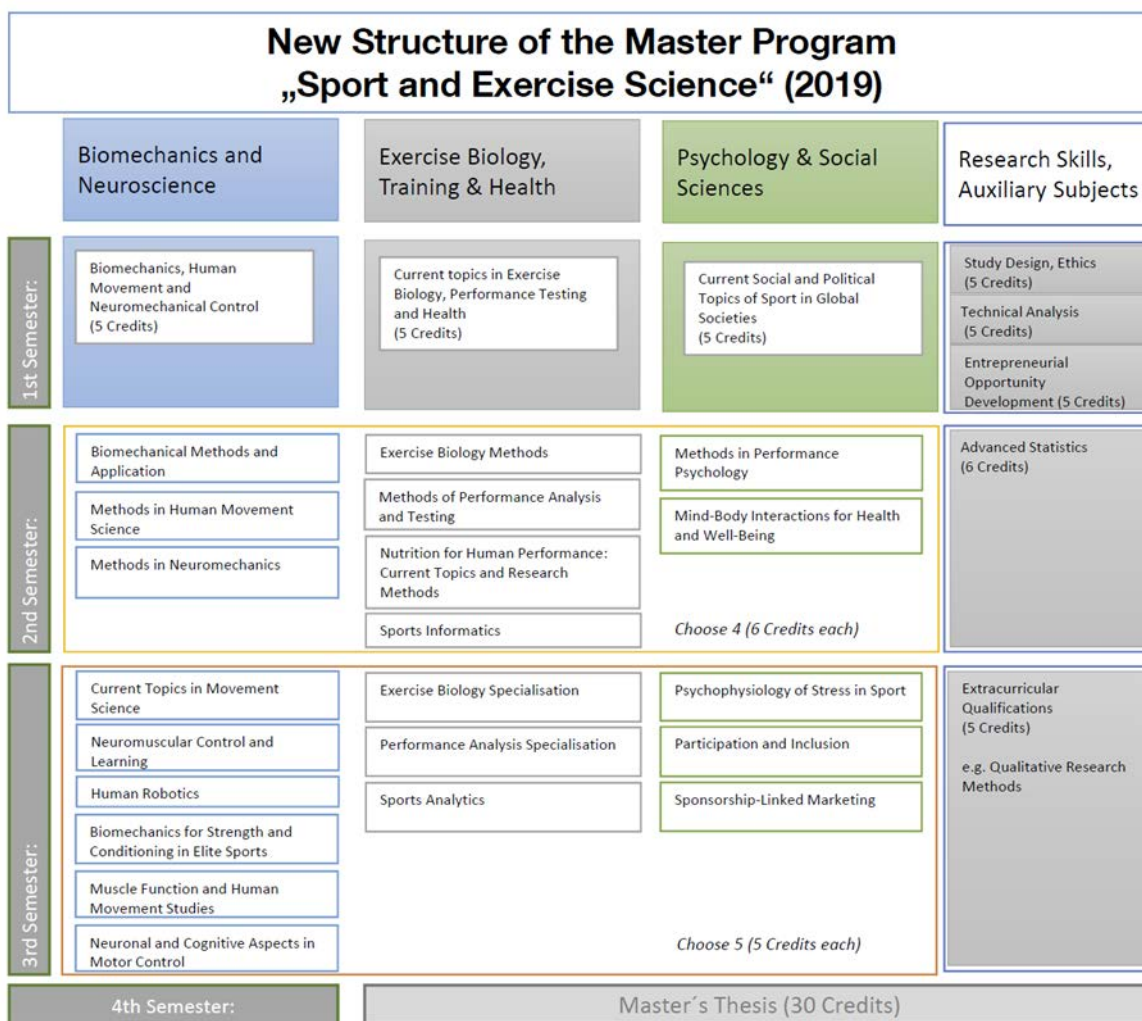 New Structure of the Master Program
„Sport and Exercise Science“ (2019)
Biomechanics and
Neuroscience
Exercise Biology,
Training & Health
Psychology & Social
Sciences
Research Skills,
Auxiliary Subjects
1st Semester:
Biomechanics, Human
Movement and
Neuromechanical Control
(5 Credits)
Current topics in Exercise
Biology, Performance Testing
and Health
(5 Credits)
Current Social and Political
Topics of Sport in Global
Societies
(5 Credits)
Study Design, Ethics
(5 Credits)
Technical Analysis
(5 Credits)
Entrepreneurial
Opportunity
Development (5 Credits)
2nd Semester:
Biomechanical Methods and
Application
Methods in Human Movement
Science
Methods in Neuromechanics
Exercise Biology Methods
Methods of Performance Analysis
and Testing
Nutrition for Human Performance:
Current Topics and Research
Methods
Sports Informatics
Methods in Performance
Psychology
Mind-Body Interactions for Health
and Well-Being
Choose 4 (6 Credits each)
Advanced Statistics
(6 Credits)
3rd Semester:
Current Topics in Movement
Science
Neuromuscular Control and
Learning
Human Robotics
Biomechanics for Strength and
Conditioning in Elite Sports
Muscle Function and Human
Movement Studies
Neuronal and Cognitive Aspects in
Motor Control
Exercise Biology Specialisation
Performance Analysis Specialisation
Sports Analytics
Psychophysiology of Stress in Sport
Participation and Inclusion
Sponsorship-Linked Marketing
Choose 5 (5 Credits each)
Extracurricular
Qualifications
(5 Credits)
e.g. Qualitative Research
Methods
4th Semester:
Master´s Thesis (30 Credits)